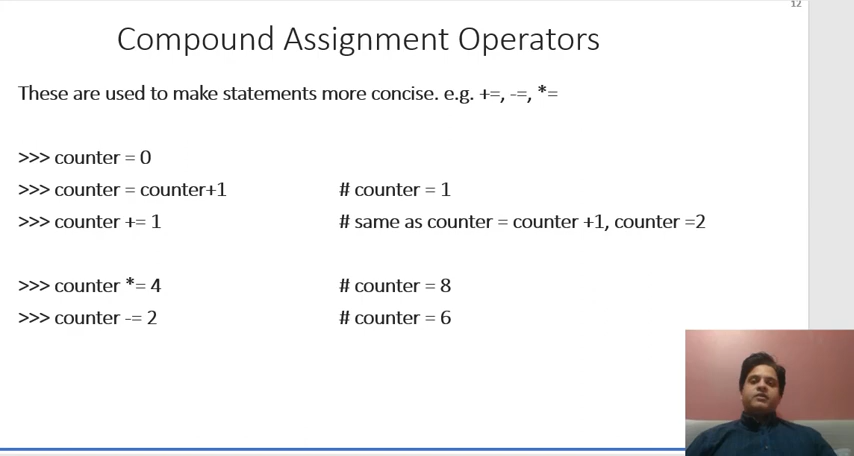 12
Compound Assignment Operators
These are used to make statements more concise. e.g. +=, -=, *=
>>> counter = 0
>>> counter = counter+1 # counter = 1
>>> counter += 1 # same as counter = counter +1, counter =2
>>> counter *= 4 # counter = 8
>>> counter -= 2 # counter = 6